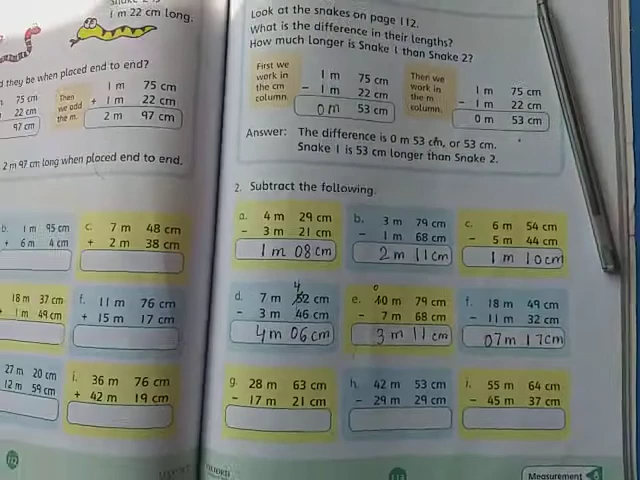 1 m 22 cm long.
d they be when placed end to end?
75 cm
22 cm
97 cm
Then
we add
the m.
1 m 75 cm
+ 1 m 22 cm
2 m 97 cm
2 m 97 cm long when placed end to end.
b. 1 m 95 cm
+ 6 m 4 cm
c. 7 m 48 cm
+ 2 m 38 cm
18 m 37 cm
+ 1 m 49 cm
f. 11 m 76 cm
+ 15 m 17 cm
27 m 20 cm
12 m 59 cm
i. 36 m 76 cm
+ 42 m 19 cm
112
Look at the snakes on page 112.
What is the difference in their lengths?
How much longer is Snake 1 than Snake 2?
First we
work in
the cm
column.
1 m 75 cm
- 1 m 22 cm
0m 53 cm
Then we
work in
the m
column.
1 m 75 cm
- 1 m 22 cm
0 m 53 cm
Answer: The difference is 0 m 53 cm, or 53 cm.
Snake 1 is 53 cm longer than Snake 2.
2. Subtract the following.
a. 4 m 29 cm
- 3 m 21 cm
1 m 08 cm
b. 3 m 79 cm
- 1 m 68 cm
2 m 11 cm
c. 6 m 54 cm
- 5 m 44 cm
1 m 10 cm
4
d. 7 m 52 cm
- 3 m 46 cm
4 m 06 cm
0
e. 10 m 79 cm
- 7 m 68 cm
3 m 11 cm
f. 18 m 49 cm
- 11 m 32 cm
07 m 17 cm
g. 28 m 63 cm
- 17 m 21 cm
h. 42 m 53 cm
- 29 m 29 cm
i. 55 m 64 cm
- 45 m 37 cm
OXFORD
113
Measurement